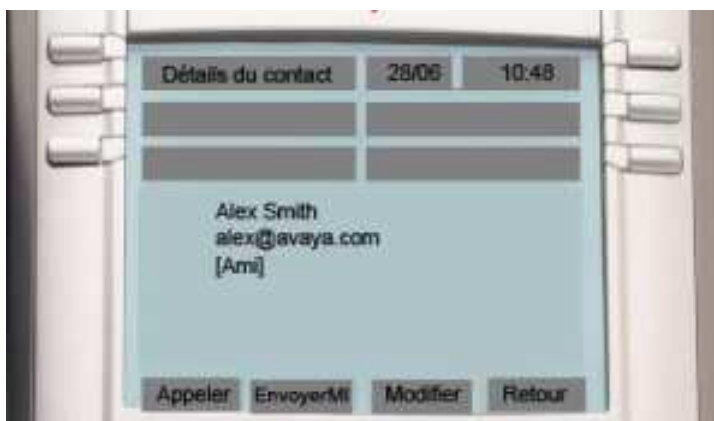 Détails du contact 28/06 10:48
Alex Smith
alex@avaya.com
[Ami]
Appeler EnvoyerMI Modifier Retour